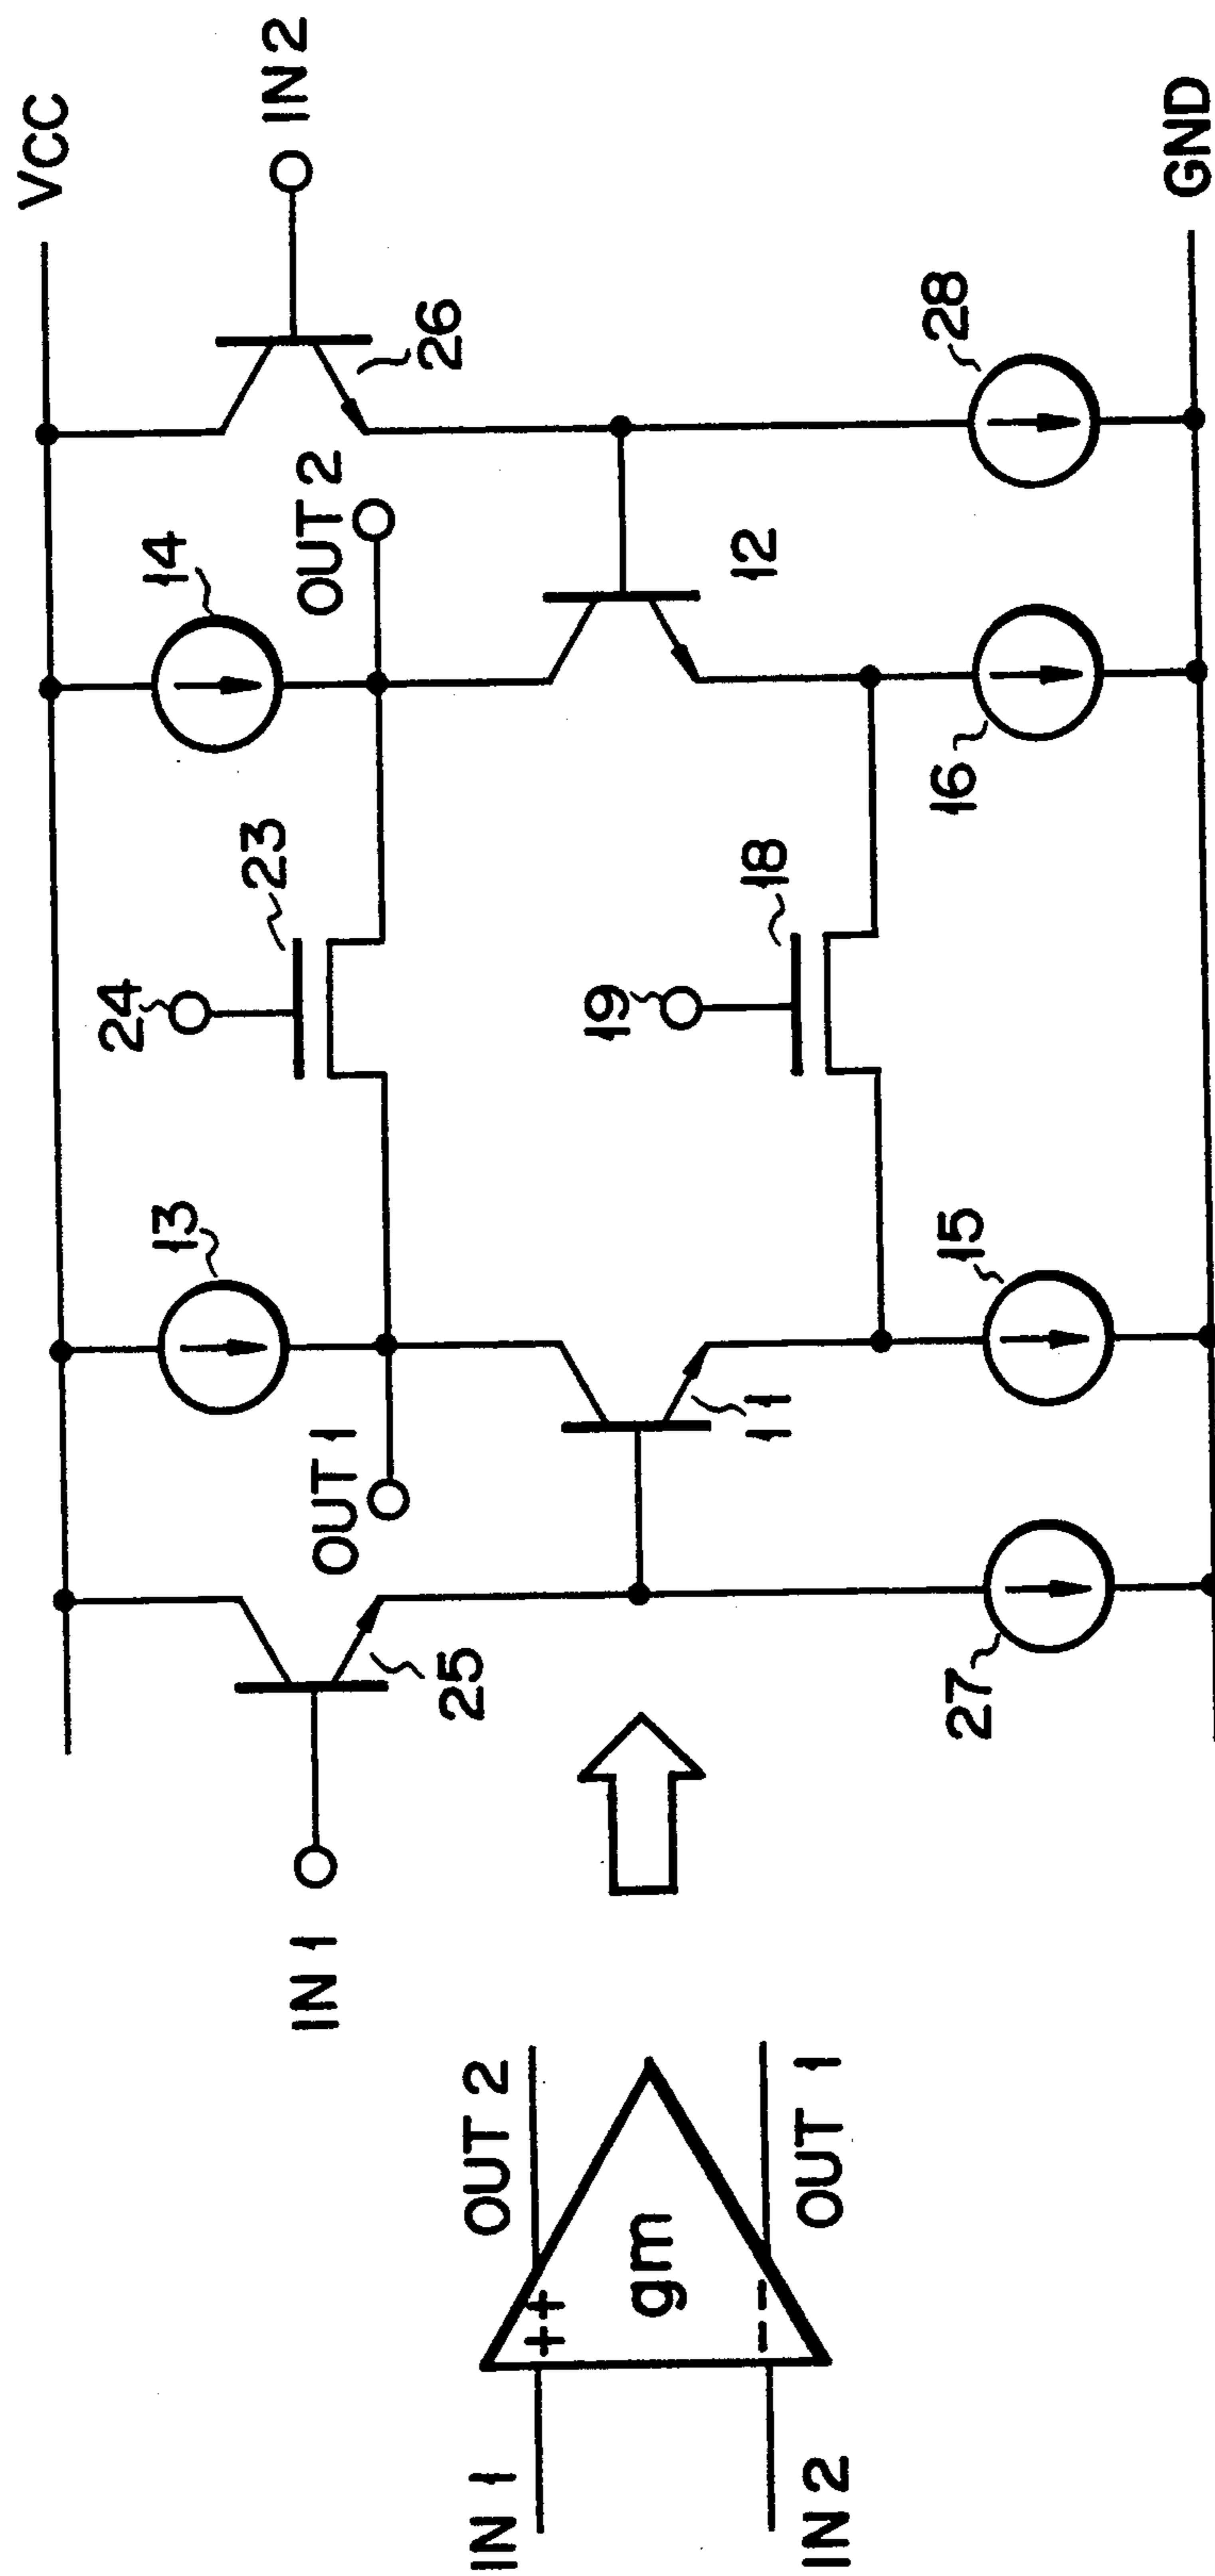 IN 1
IN 2
++
--
gm
OUT 2
OUT 1
VCC
IN 1
25
OUT 1
13
24
23
14
OUT 2
IN 2
26
11
19
18
12
27
15
16
28
GND